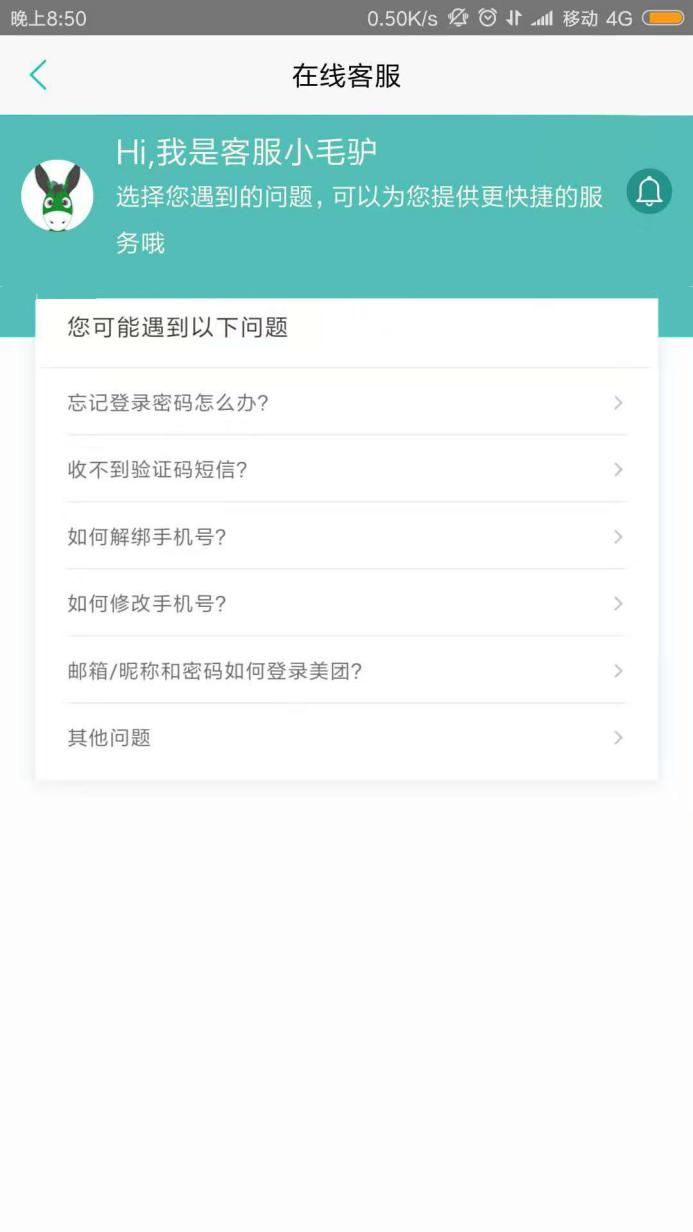 晚上8:50 0.50K/s 移动 4G
在线客服
Hi,我是客服小毛驴
选择您遇到的问题，可以为您提供更快捷的服
务哦
您可能遇到以下问题
忘记登录密码怎么办?
收不到验证码短信?
如何解绑手机号?
如何修改手机号?
邮箱/昵称和密码如何登录美团?
其他问题